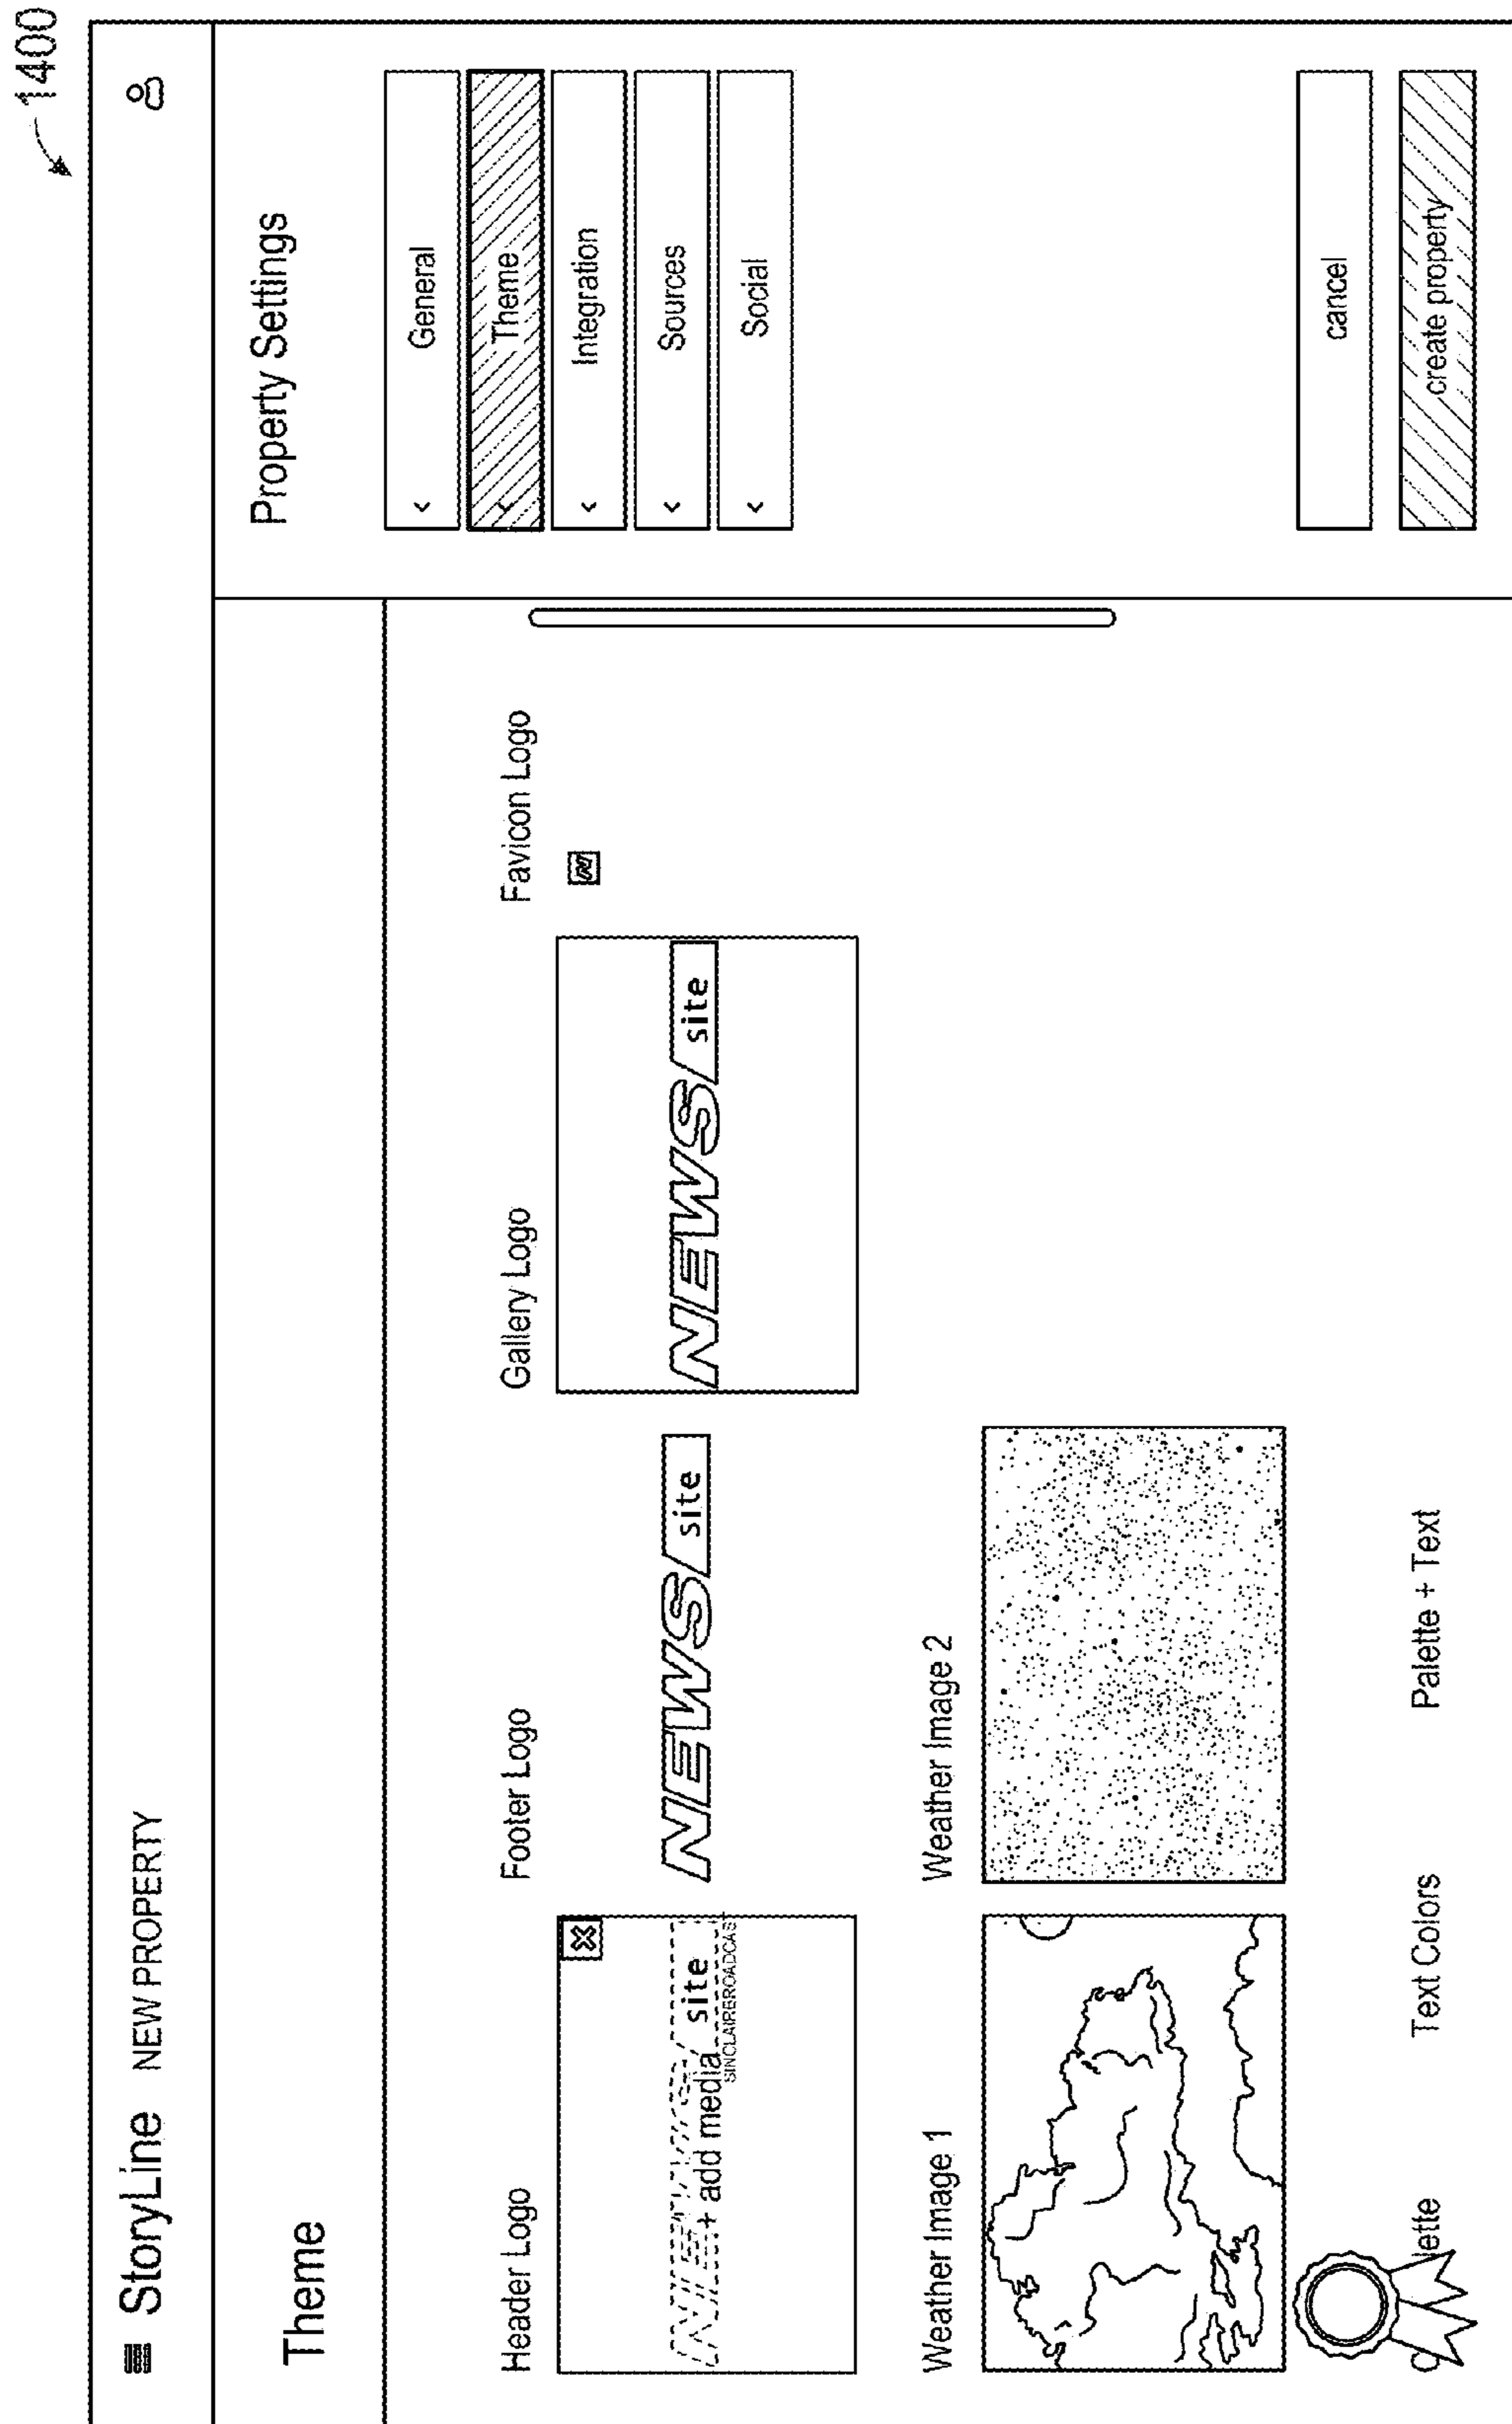 1400
StoryLine NEW PROPERTY
Theme
Property Settings
General
Theme
Integration
Sources
Social
cancel
create property
Header Logo
Footer Logo
Gallery Logo
Favicon Logo
+ add media site
SINCLAIRBROADCAST
NEWS site
NEWS site
N
Weather Image 1
Weather Image 2
Text Colors
Palette + Text